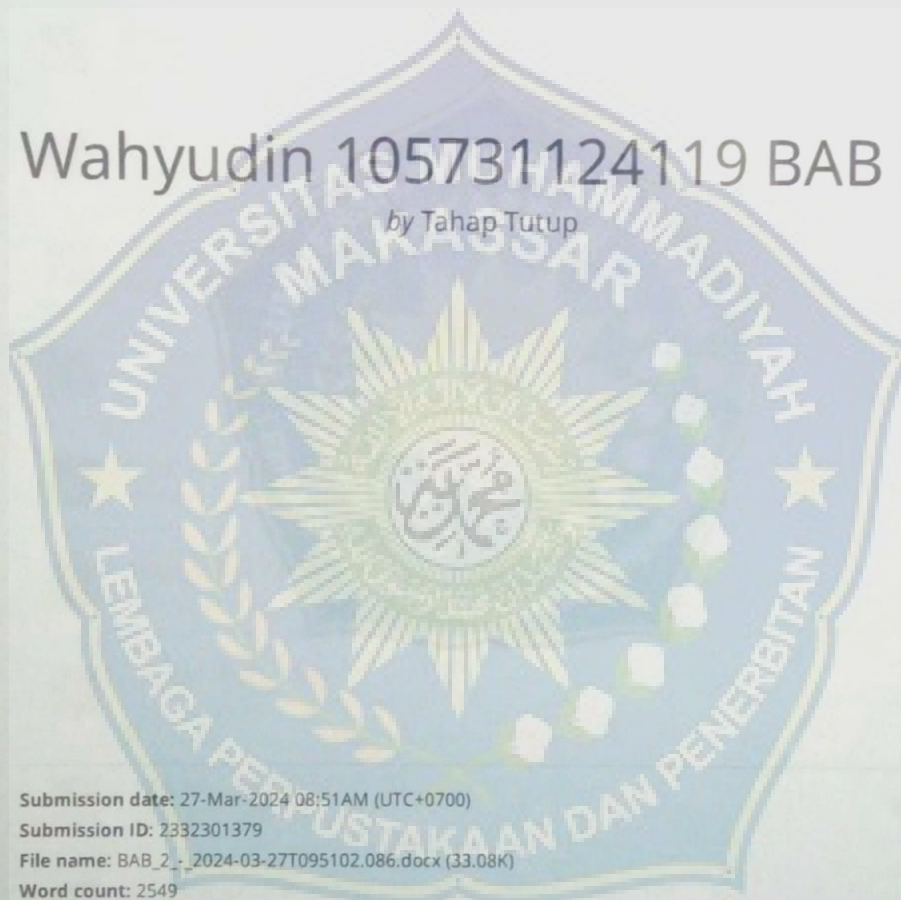 Wahyudin 105731124119 BAB
by Tahap Tutup
UNIVERSITAS MUHAMMADIYAH
MAKASSAR
محمد
LEMBAGA PERPUSTAKAAN DAN PENERBITAN
Submission date: 27-Mar-2024 08:51AM (UTC+0700)
Submission ID: 2332301379
File name: BAB_2_-_2024-03-27T095102.086.docx (33.08K)
Word count: 2549